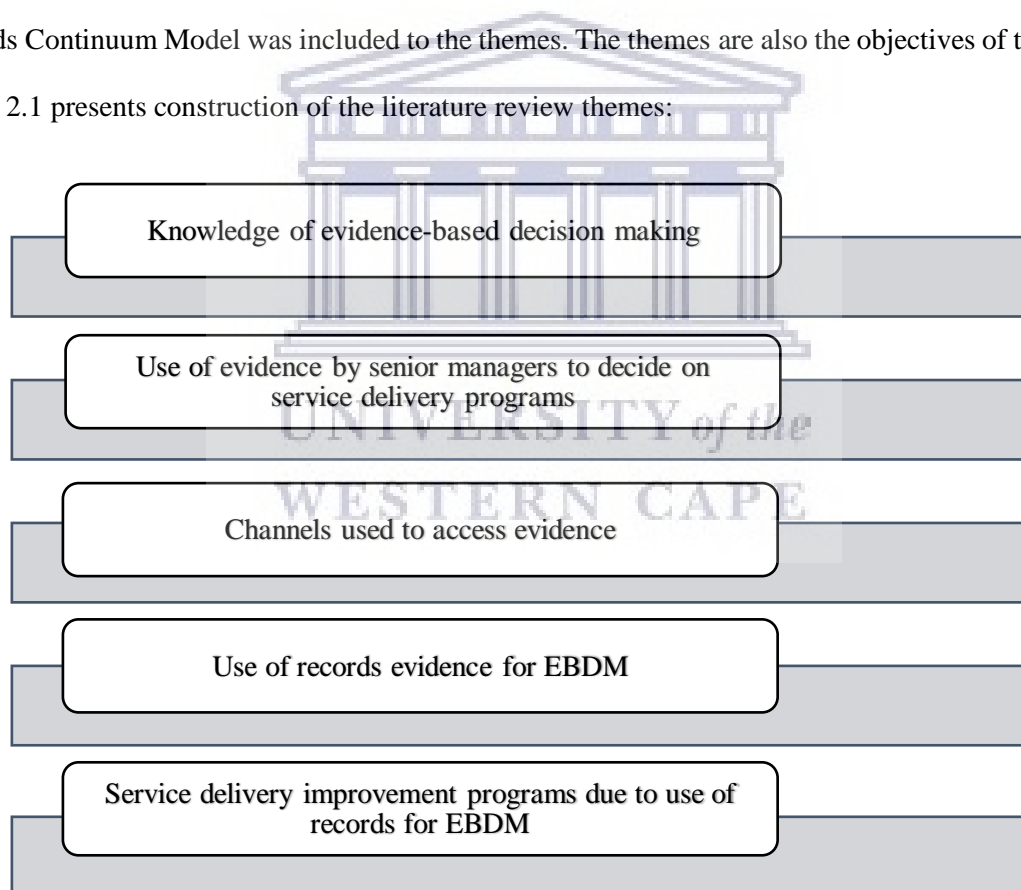 ds Continuum Model was included to the themes. The themes are also the objectives of t
2.1 presents construction of the literature review themes:
Knowledge of evidence-based decision making
Use of evidence by senior managers to decide on
service delivery programs
UNIVERSITY of the
WESTERN CAPE
Channels used to access evidence
Use of records evidence for EBDM
Service delivery improvement programs due to use of
records for EBDM